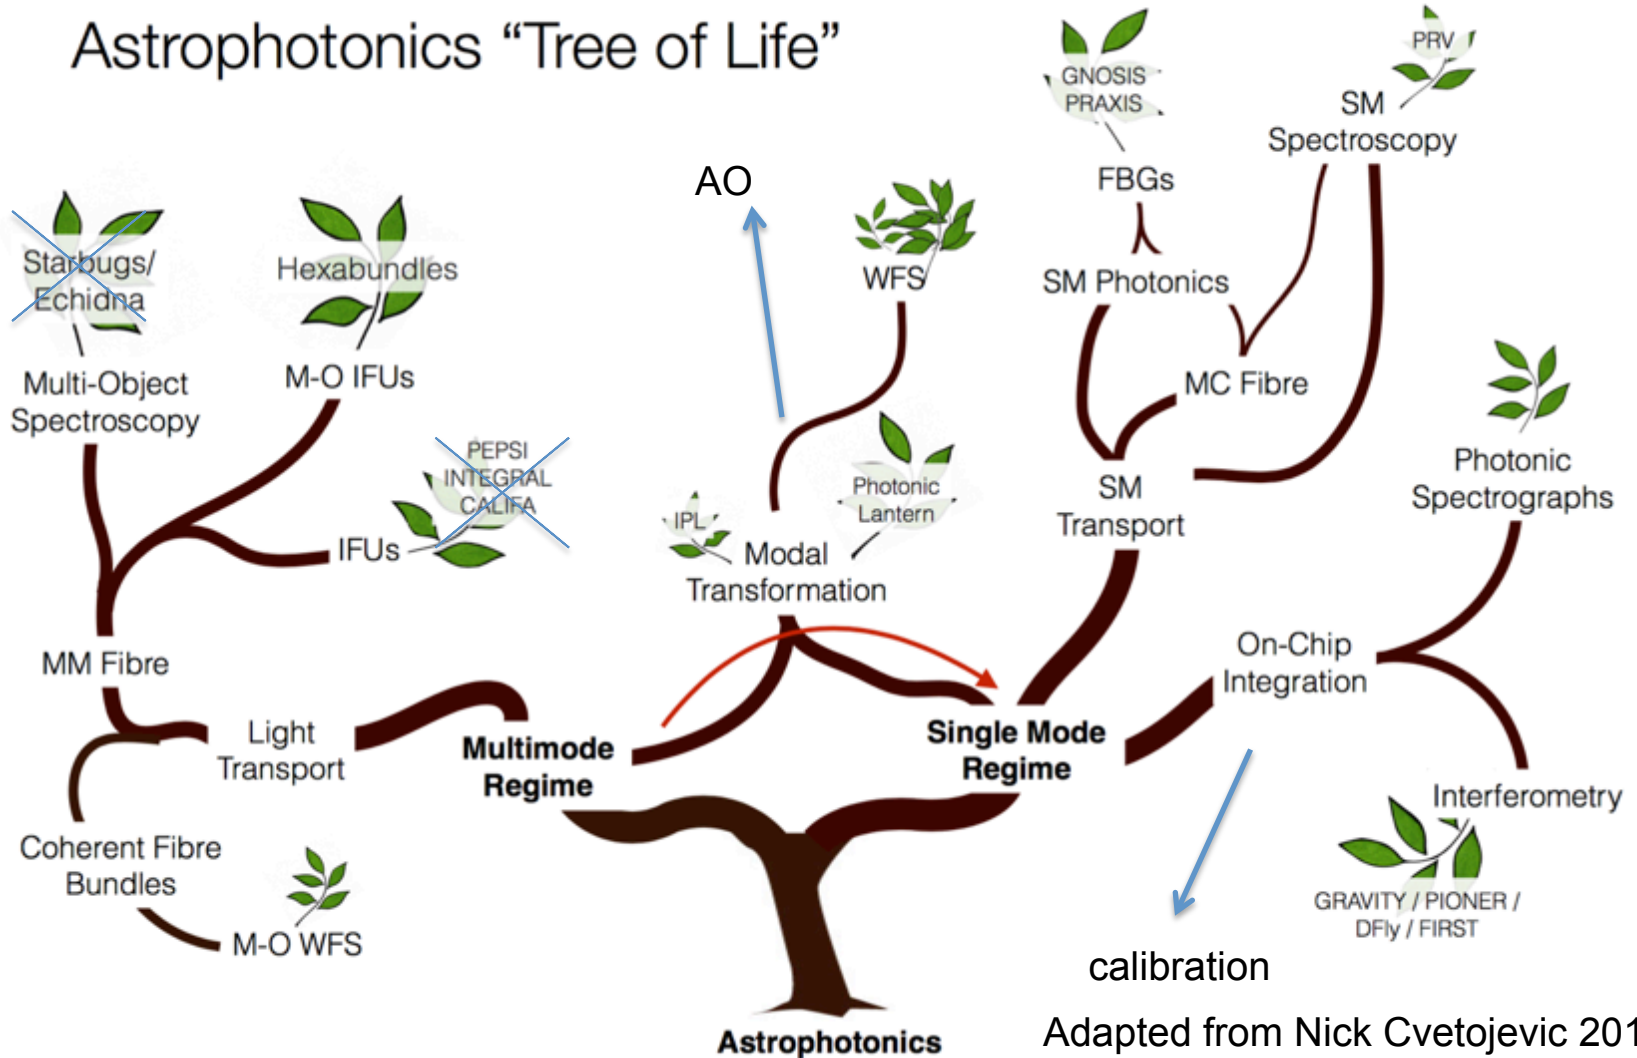 Astrophotonics “Tree of Life”
GNOSIS
PRAXIS
PRV
SM
Spectroscopy
FBGs
AO
WFS
SM Photonics
MC Fibre
Starbugs/
Echidna
Hexabundles
Multi-Object
Spectroscopy
M-O IFUs
PEPSI
INTEGRAL
CALIFA
IFUs
IPL
Photonic
Lantern
Modal
Transformation
SM
Transport
Photonic
Spectrographs
MM Fibre
Light
Transport
Multimode
Regime
Single Mode
Regime
On-Chip
Integration
Interferometry
GRAVITY / PIONER /
DFly / FIRST
Coherent Fibre
Bundles
M-O WFS
calibration
Astrophotonics
Adapted from Nick Cvetojevic 201